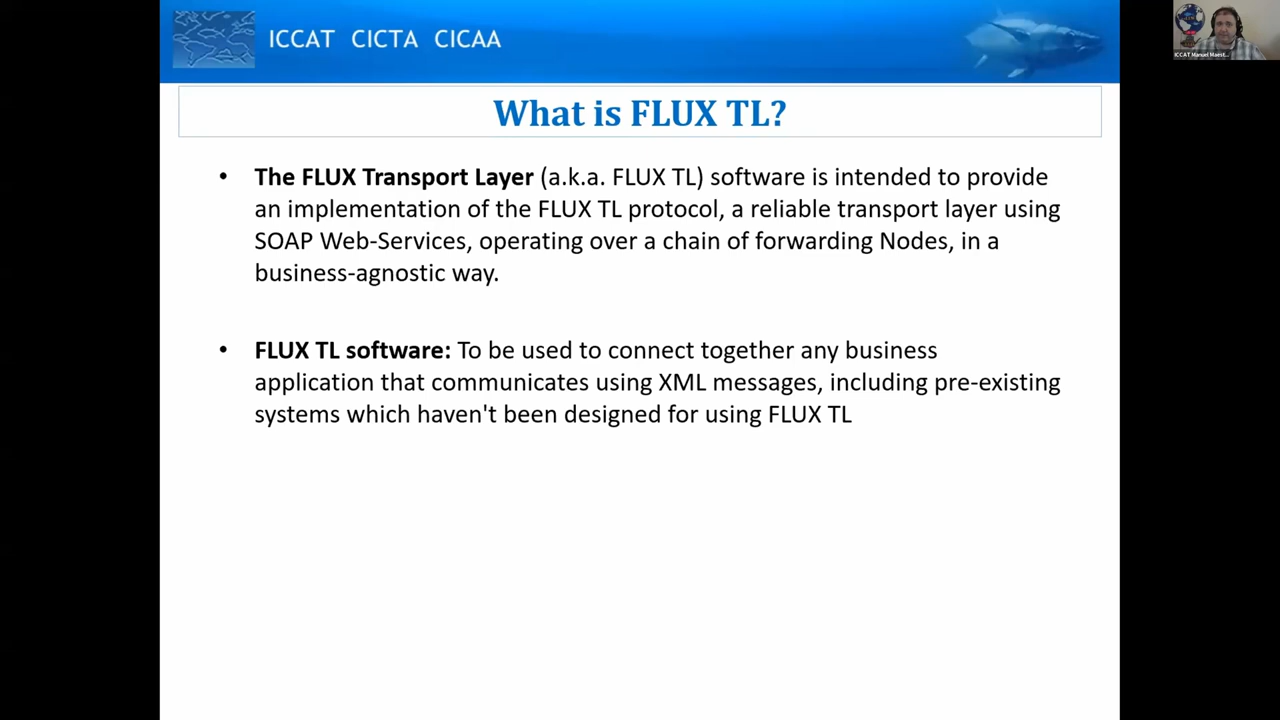 ICCAT CICTA CICAA
ICCAT Manuel Maest...
What is FLUX TL?
• The FLUX Transport Layer (a.k.a. FLUX TL) software is intended to provide
an implementation of the FLUX TL protocol, a reliable transport layer using
SOAP Web-Services, operating over a chain of forwarding Nodes, in a
business-agnostic way.
• FLUX TL software: To be used to connect together any business
application that communicates using XML messages, including pre-existing
systems which haven't been designed for using FLUX TL